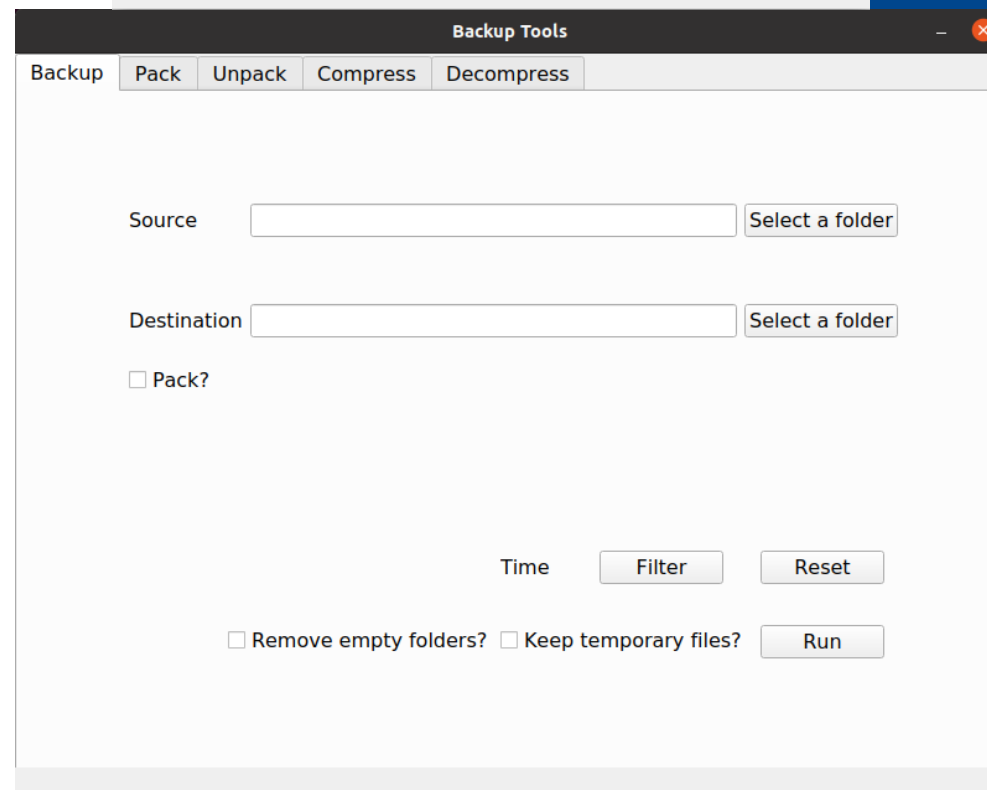 Backup Tools
Backup Pack Unpack Compress Decompress
Source Select a folder
Destination Select a folder
Pack?
Time Filter Reset
Remove empty folders? Keep temporary files? Run